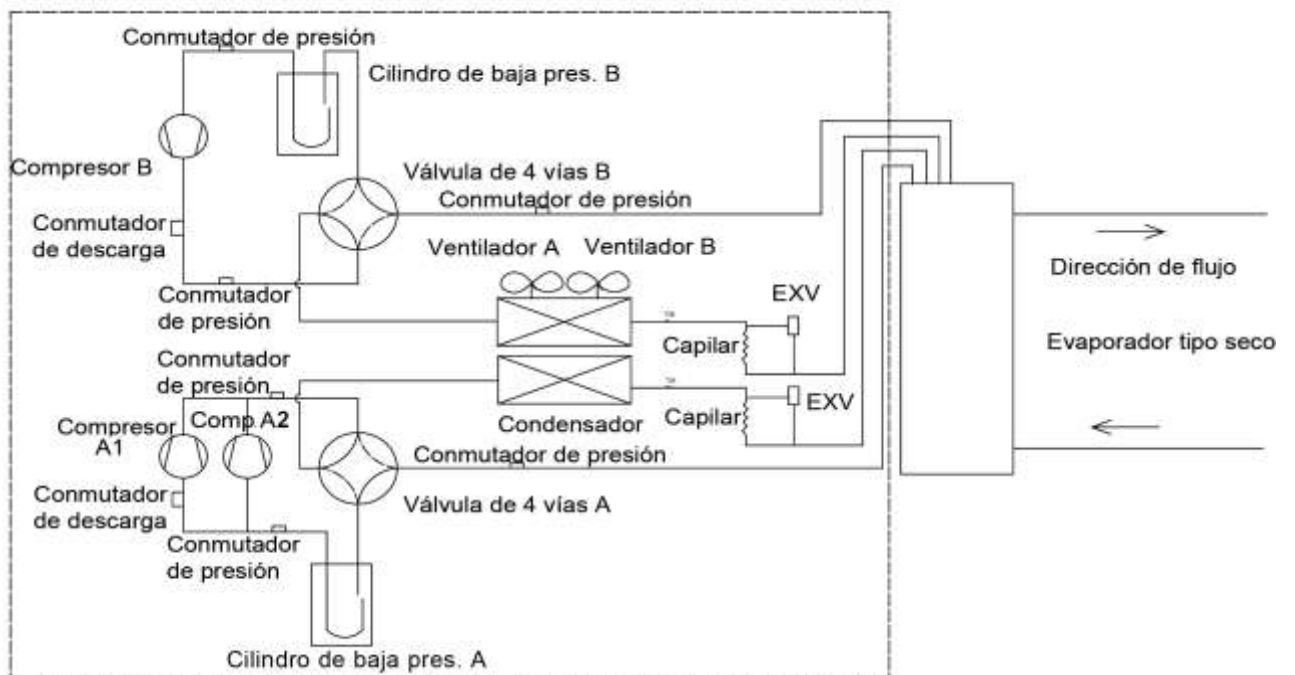 Conmutador de presión
Cilindro de baja pres. B
Compresor B
Válvula de 4 vías B
Conmutador de presión
Conmutador
de descarga
Ventilador A
Ventilador B
Dirección de flujo
Conmutador
de presión
EXV
Capilar
Evaporador tipo seco
Conmutador
de presión
Capilar
EXV
Compresor
A1
Comp A2
Condensador
Conmutador de presión
Conmutador
de descarga
Válvula de 4 vías A
Conmutador
de presión
Cilindro de baja pres. A